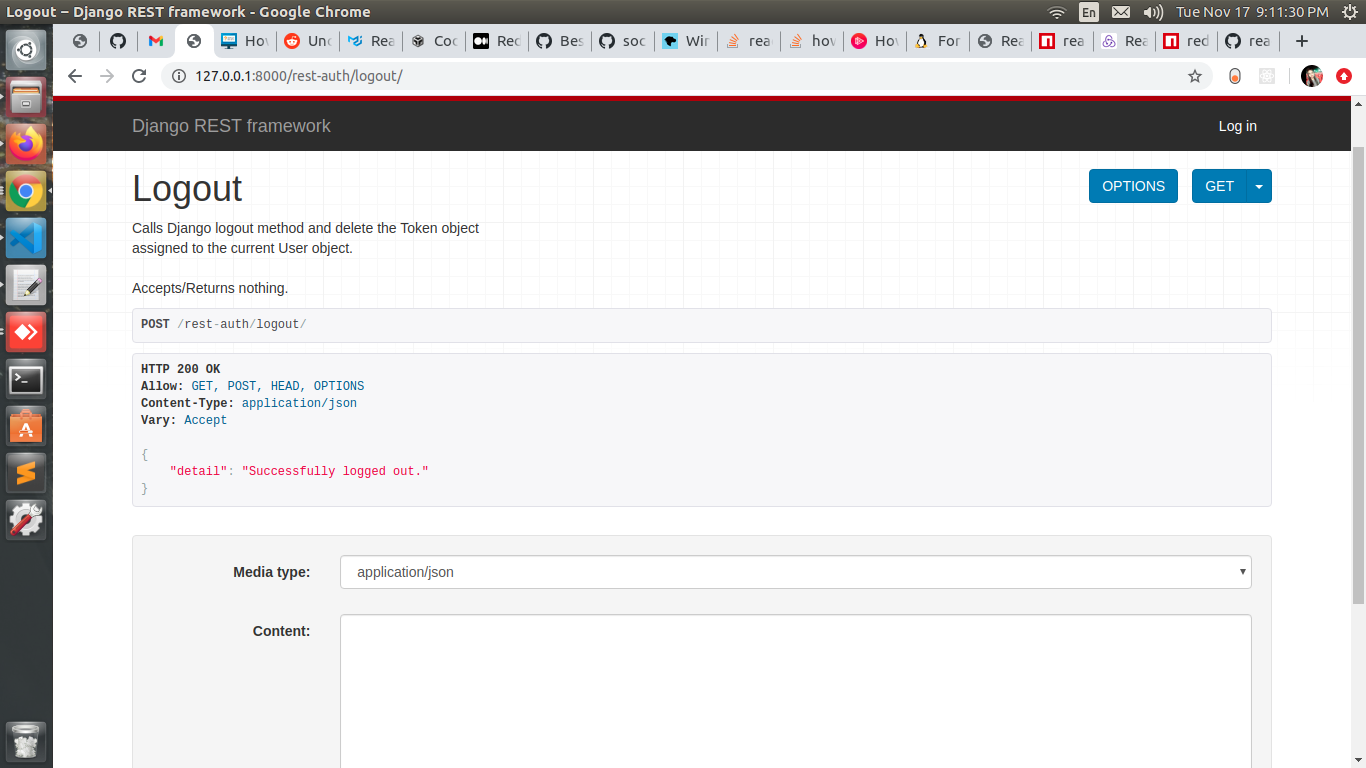 Logout – Django REST framework - Google Chrome
En
Tue Nov 17 9:11:30 PM
Hov
Unc
Rea
Coc
Red
Bes
soc
Wir
rea
hov
Hov
For
Rea
rea
Rea
red
rea
127.0.0.1:8000/rest-auth/logout/
Django REST framework
Log in
Logout
OPTIONS
GET
Calls Django logout method and delete the Token object
assigned to the current User object.
Accepts/Returns nothing.
POST /rest-auth/logout/
HTTP 200 OK
Allow: GET, POST, HEAD, OPTIONS
Content-Type: application/json
Vary: Accept
{
"detail": "Successfully logged out."
}
Media type:
application/json
Content: